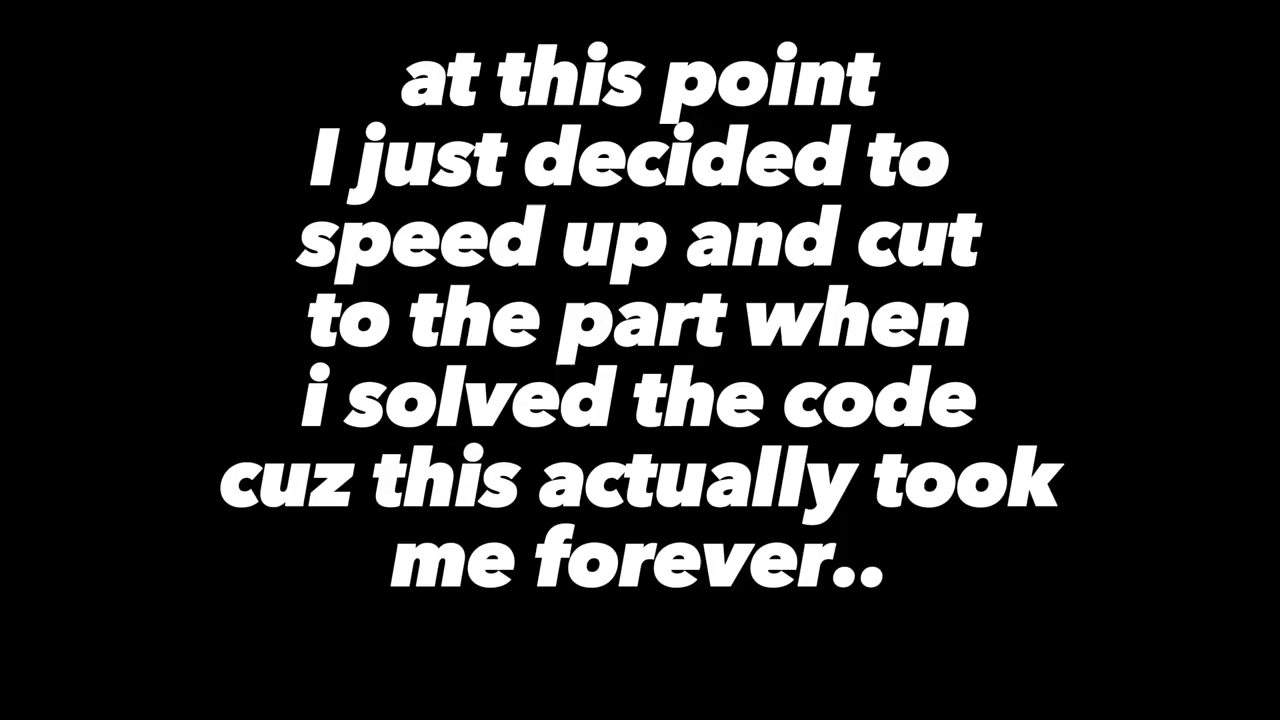 at this point
I just decided to
speed up and cut
to the part when
i solved the code
cuz this actually took
me forever..